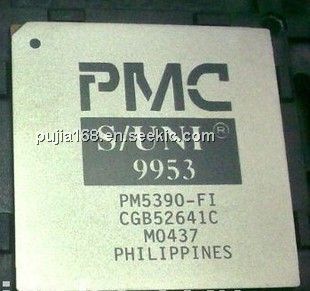 PMC
S/UNI®
pujia168.en.seekic.com
9953
PM5390-FI
CGB52641C
M0437
PHILIPPINES